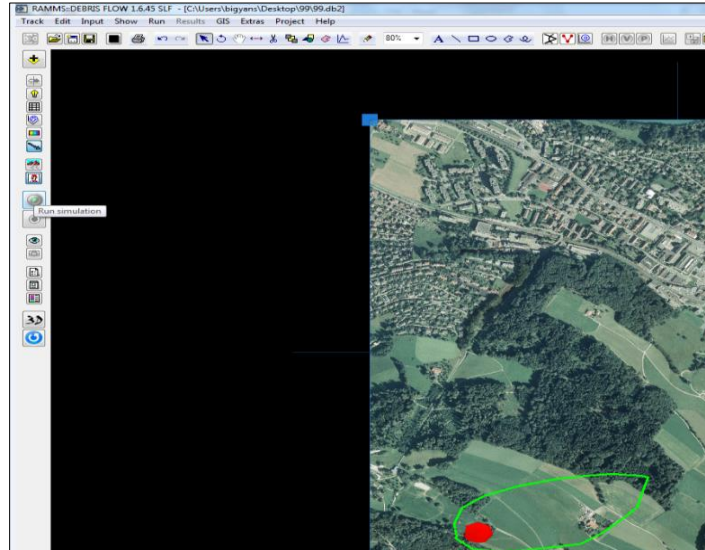 RAMMS::DEBRIS FLOW 1.6.45 SLF - [C:\Users\bigyans\Desktop\99\99.db2]
Track Edit Input Show Run Results GIS Extras Project Help
80% A H V P
Run simulation
3D